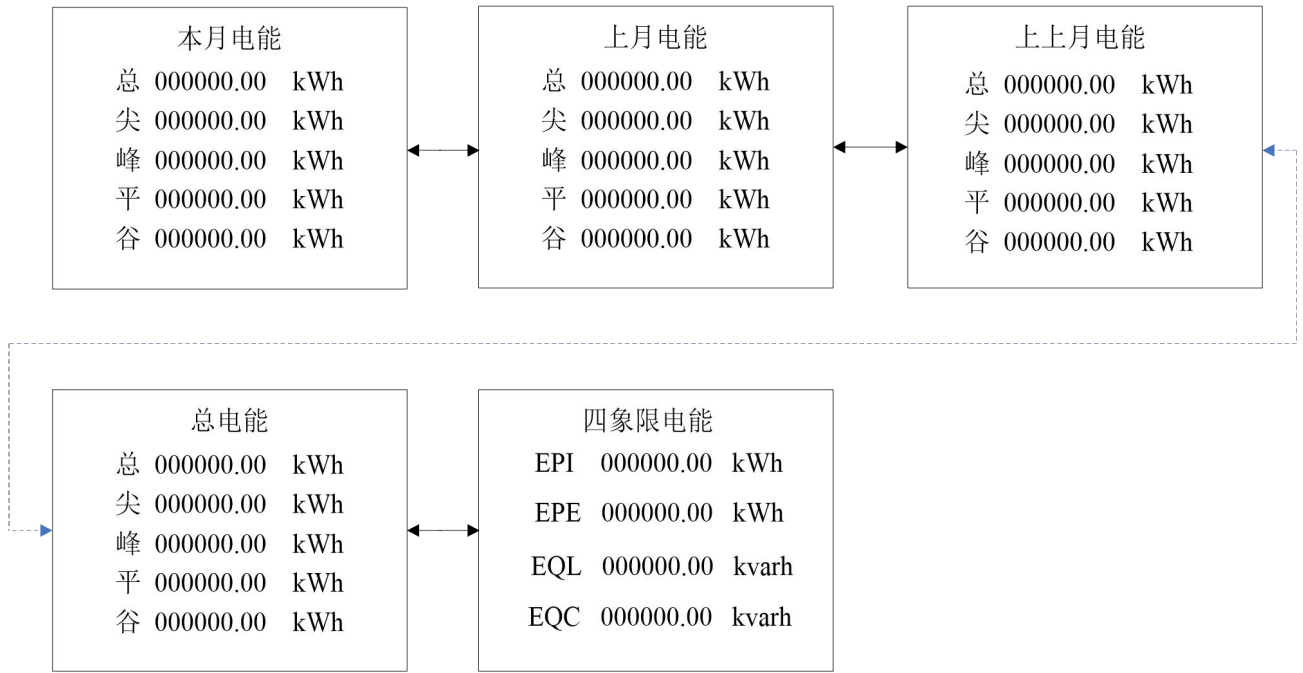 本月电能
总 000000.00 kWh
尖 000000.00 kWh
峰 000000.00 kWh
平 000000.00 kWh
谷 000000.00 kWh
上月电能
总 000000.00 kWh
尖 000000.00 kWh
峰 000000.00 kWh
平 000000.00 kWh
谷 000000.00 kWh
上上月电能
总 000000.00 kWh
尖 000000.00 kWh
峰 000000.00 kWh
平 000000.00 kWh
谷 000000.00 kWh
总电能
总 000000.00 kWh
尖 000000.00 kWh
峰 000000.00 kWh
平 000000.00 kWh
谷 000000.00 kWh
四象限电能
EPI 000000.00 kWh
EPE 000000.00 kWh
EQL 000000.00 kvarh
EQC 000000.00 kvarh